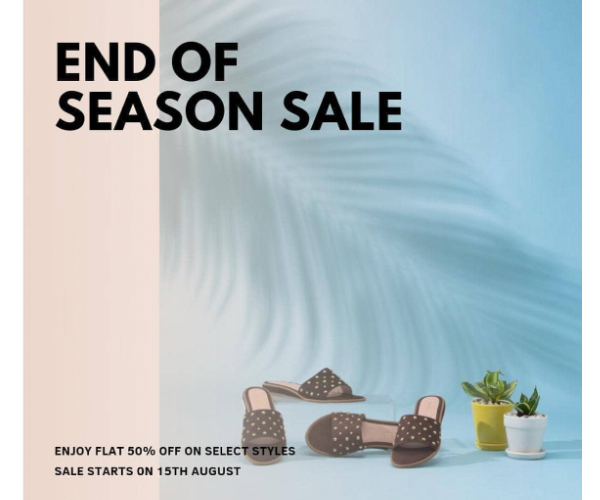 END OF
SEASON SALE
ENJOY FLAT 50% OFF ON SELECT STYLES
SALE STARTS ON 15TH AUGUST